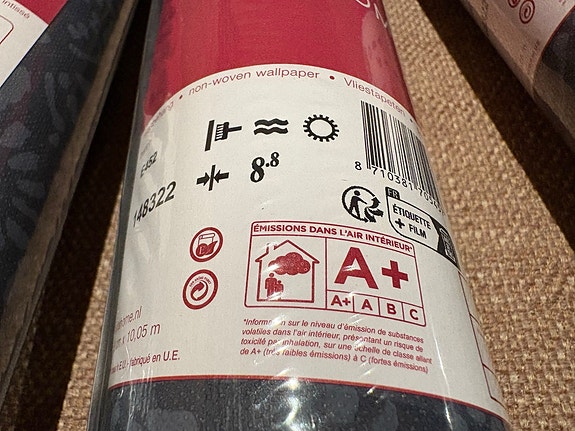 • non-woven wallpaper • Vliestapeten •
148322
8.8
8 710381
FR
ÉTIQUETTE
+ FILM
ÉMISSIONS DANS L'AIR INTÉRIEUR*
A+
A+ A B C
*Information sur le niveau d'émission de substances
volatiles dans l'air intérieur, présentant un risque de
toxicité par inhalation, sur une échelle de classe allant
de A+ (très faibles émissions) à C (fortes émissions)
x 10,05 m
E.U. - fabriqué en U.E.